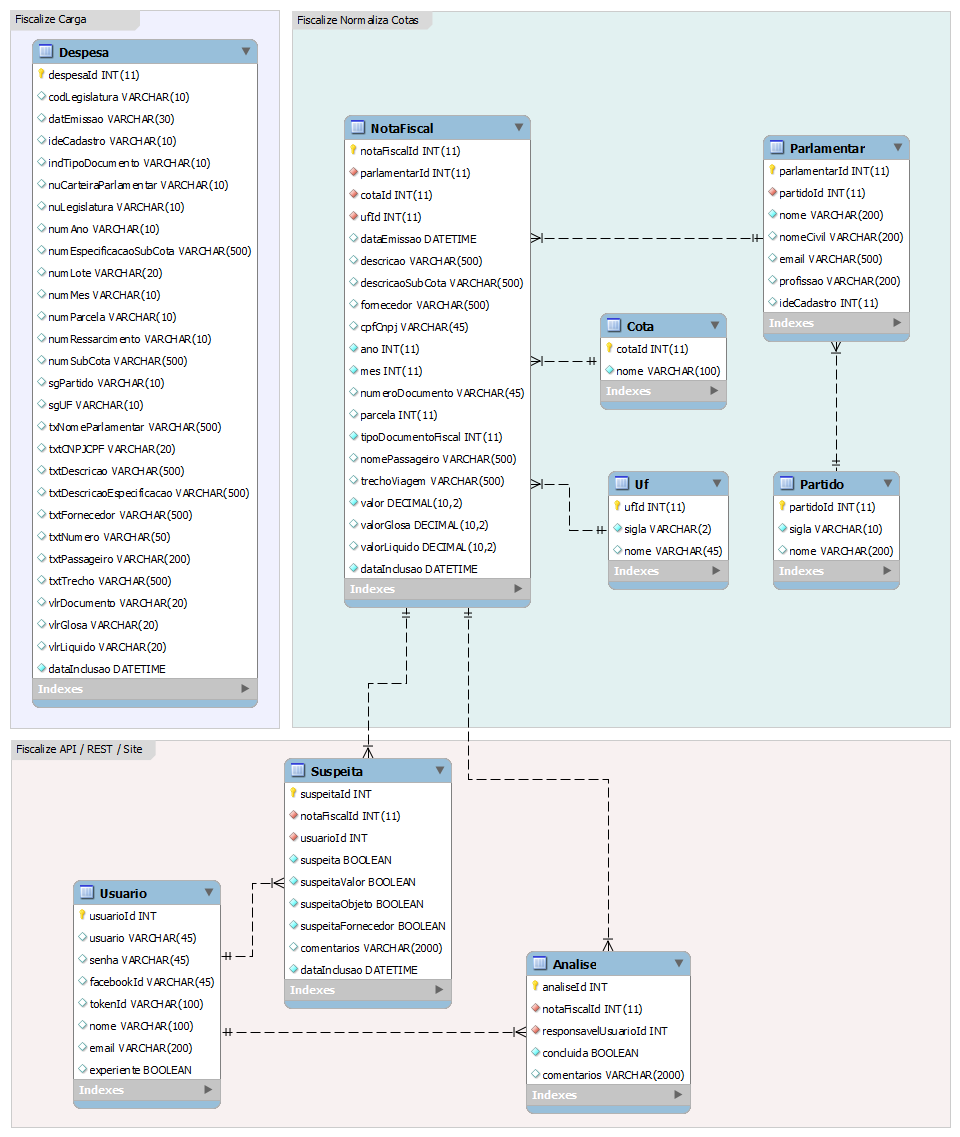 Fiscalize Carga
Despesa
despesaId INT(11)
codLegislatura VARCHAR(10)
datEmissao VARCHAR(30)
ideCadastro VARCHAR(10)
indTipoDocumento VARCHAR(10)
nuCarteiraParlamentar VARCHAR(10)
nuLegislatura VARCHAR(10)
numAno VARCHAR(10)
numEspecificacaoSubCota VARCHAR(500)
numLote VARCHAR(20)
numMes VARCHAR(10)
numParcela VARCHAR(10)
numRessarcimento VARCHAR(10)
numSubCota VARCHAR(500)
sgPartido VARCHAR(10)
sgUF VARCHAR(10)
txNomeParlamentar VARCHAR(500)
txtCNPJCPF VARCHAR(20)
txtDescricao VARCHAR(500)
txtDescricaoEspecificacao VARCHAR(500)
txtFornecedor VARCHAR(500)
txtNumero VARCHAR(50)
txtPassageiro VARCHAR(200)
txtTrecho VARCHAR(500)
vlrDocumento VARCHAR(20)
vlrGlosa VARCHAR(20)
vlrLiquido VARCHAR(20)
dataInclusao DATETIME
Indexes
Fiscalize Normaliza Cotas
NotaFiscal
notaFiscalId INT(11)
parlamentarId INT(11)
cotaId INT(11)
ufId INT(11)
dataEmissao DATETIME
descricao VARCHAR(500)
descricaoSubCota VARCHAR(500)
fornecedor VARCHAR(500)
cpfCnpj VARCHAR(45)
ano INT(11)
mes INT(11)
numeroDocumento VARCHAR(45)
parcela INT(11)
tipoDocumentoFiscal INT(11)
nomePassageiro VARCHAR(500)
trechoViagem VARCHAR(500)
valor DECIMAL(10,2)
valorGlosa DECIMAL(10,2)
valorLiquido DECIMAL(10,2)
dataInclusao DATETIME
Indexes
Parlamentar
parlamentarId INT(11)
partidoId INT(11)
nome VARCHAR(200)
nomeCivil VARCHAR(200)
email VARCHAR(500)
profissao VARCHAR(200)
ideCadastro INT(11)
Indexes
Cota
cotaId INT(11)
nome VARCHAR(100)
Indexes
Uf
ufId INT(11)
sigla VARCHAR(2)
nome VARCHAR(45)
Indexes
Partido
partidoId INT(11)
sigla VARCHAR(10)
nome VARCHAR(200)
Indexes
Fiscalize API / REST / Site
Suspeita
suspeitaId INT
notaFiscalId INT(11)
usuarioId INT
suspeita BOOLEAN
suspeitaValor BOOLEAN
suspeitaObjeto BOOLEAN
suspeitaFornecedor BOOLEAN
comentarios VARCHAR(2000)
dataInclusao DATETIME
Indexes
Usuario
usuarioId INT
usuario VARCHAR(45)
senha VARCHAR(45)
facebookId VARCHAR(45)
tokenId VARCHAR(100)
nome VARCHAR(100)
email VARCHAR(200)
experiente BOOLEAN
Indexes
Analise
analiseId INT
notaFiscalId INT(11)
responsavelUsuarioId INT
concluida BOOLEAN
comentarios VARCHAR(2000)
Indexes